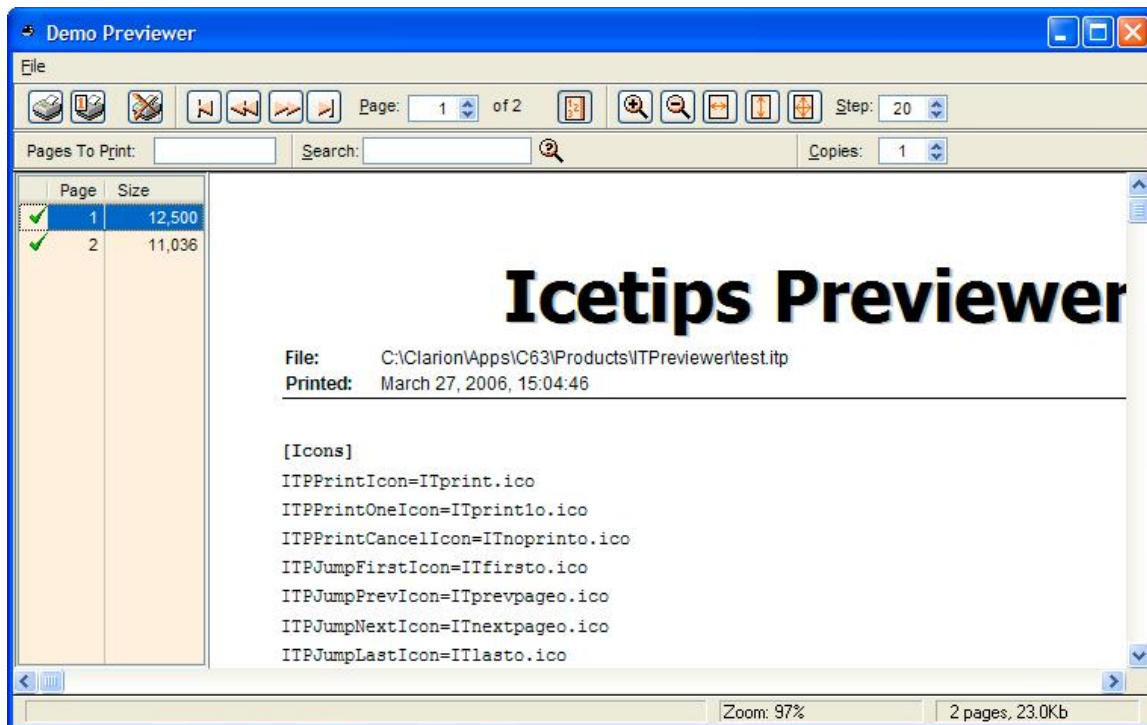 Demo Previewer
File
Page: 1 of 2 Step: 20
Pages To Print: Search: Copies: 1
Page Size
1 12,500
2 11,036
Icetips Previewer
File: C:\Clarion\Apps\C63\Products\ITPreviewer\test.itp
Printed: March 27, 2006, 15:04:46
[Icons]
ITPPrintIcon=ITprint.ico
ITPPrintOneIcon=ITprint1o.ico
ITPPrintCancelIcon=ITnoprinto.ico
ITPJumpFirstIcon=ITfirsto.ico
ITPJumpPrevIcon=ITprevpageo.ico
ITPJumpNextIcon=ITnextpageo.ico
ITPJumpLastIcon=ITlasto.ico
Zoom: 97% 2 pages, 23.0Kb